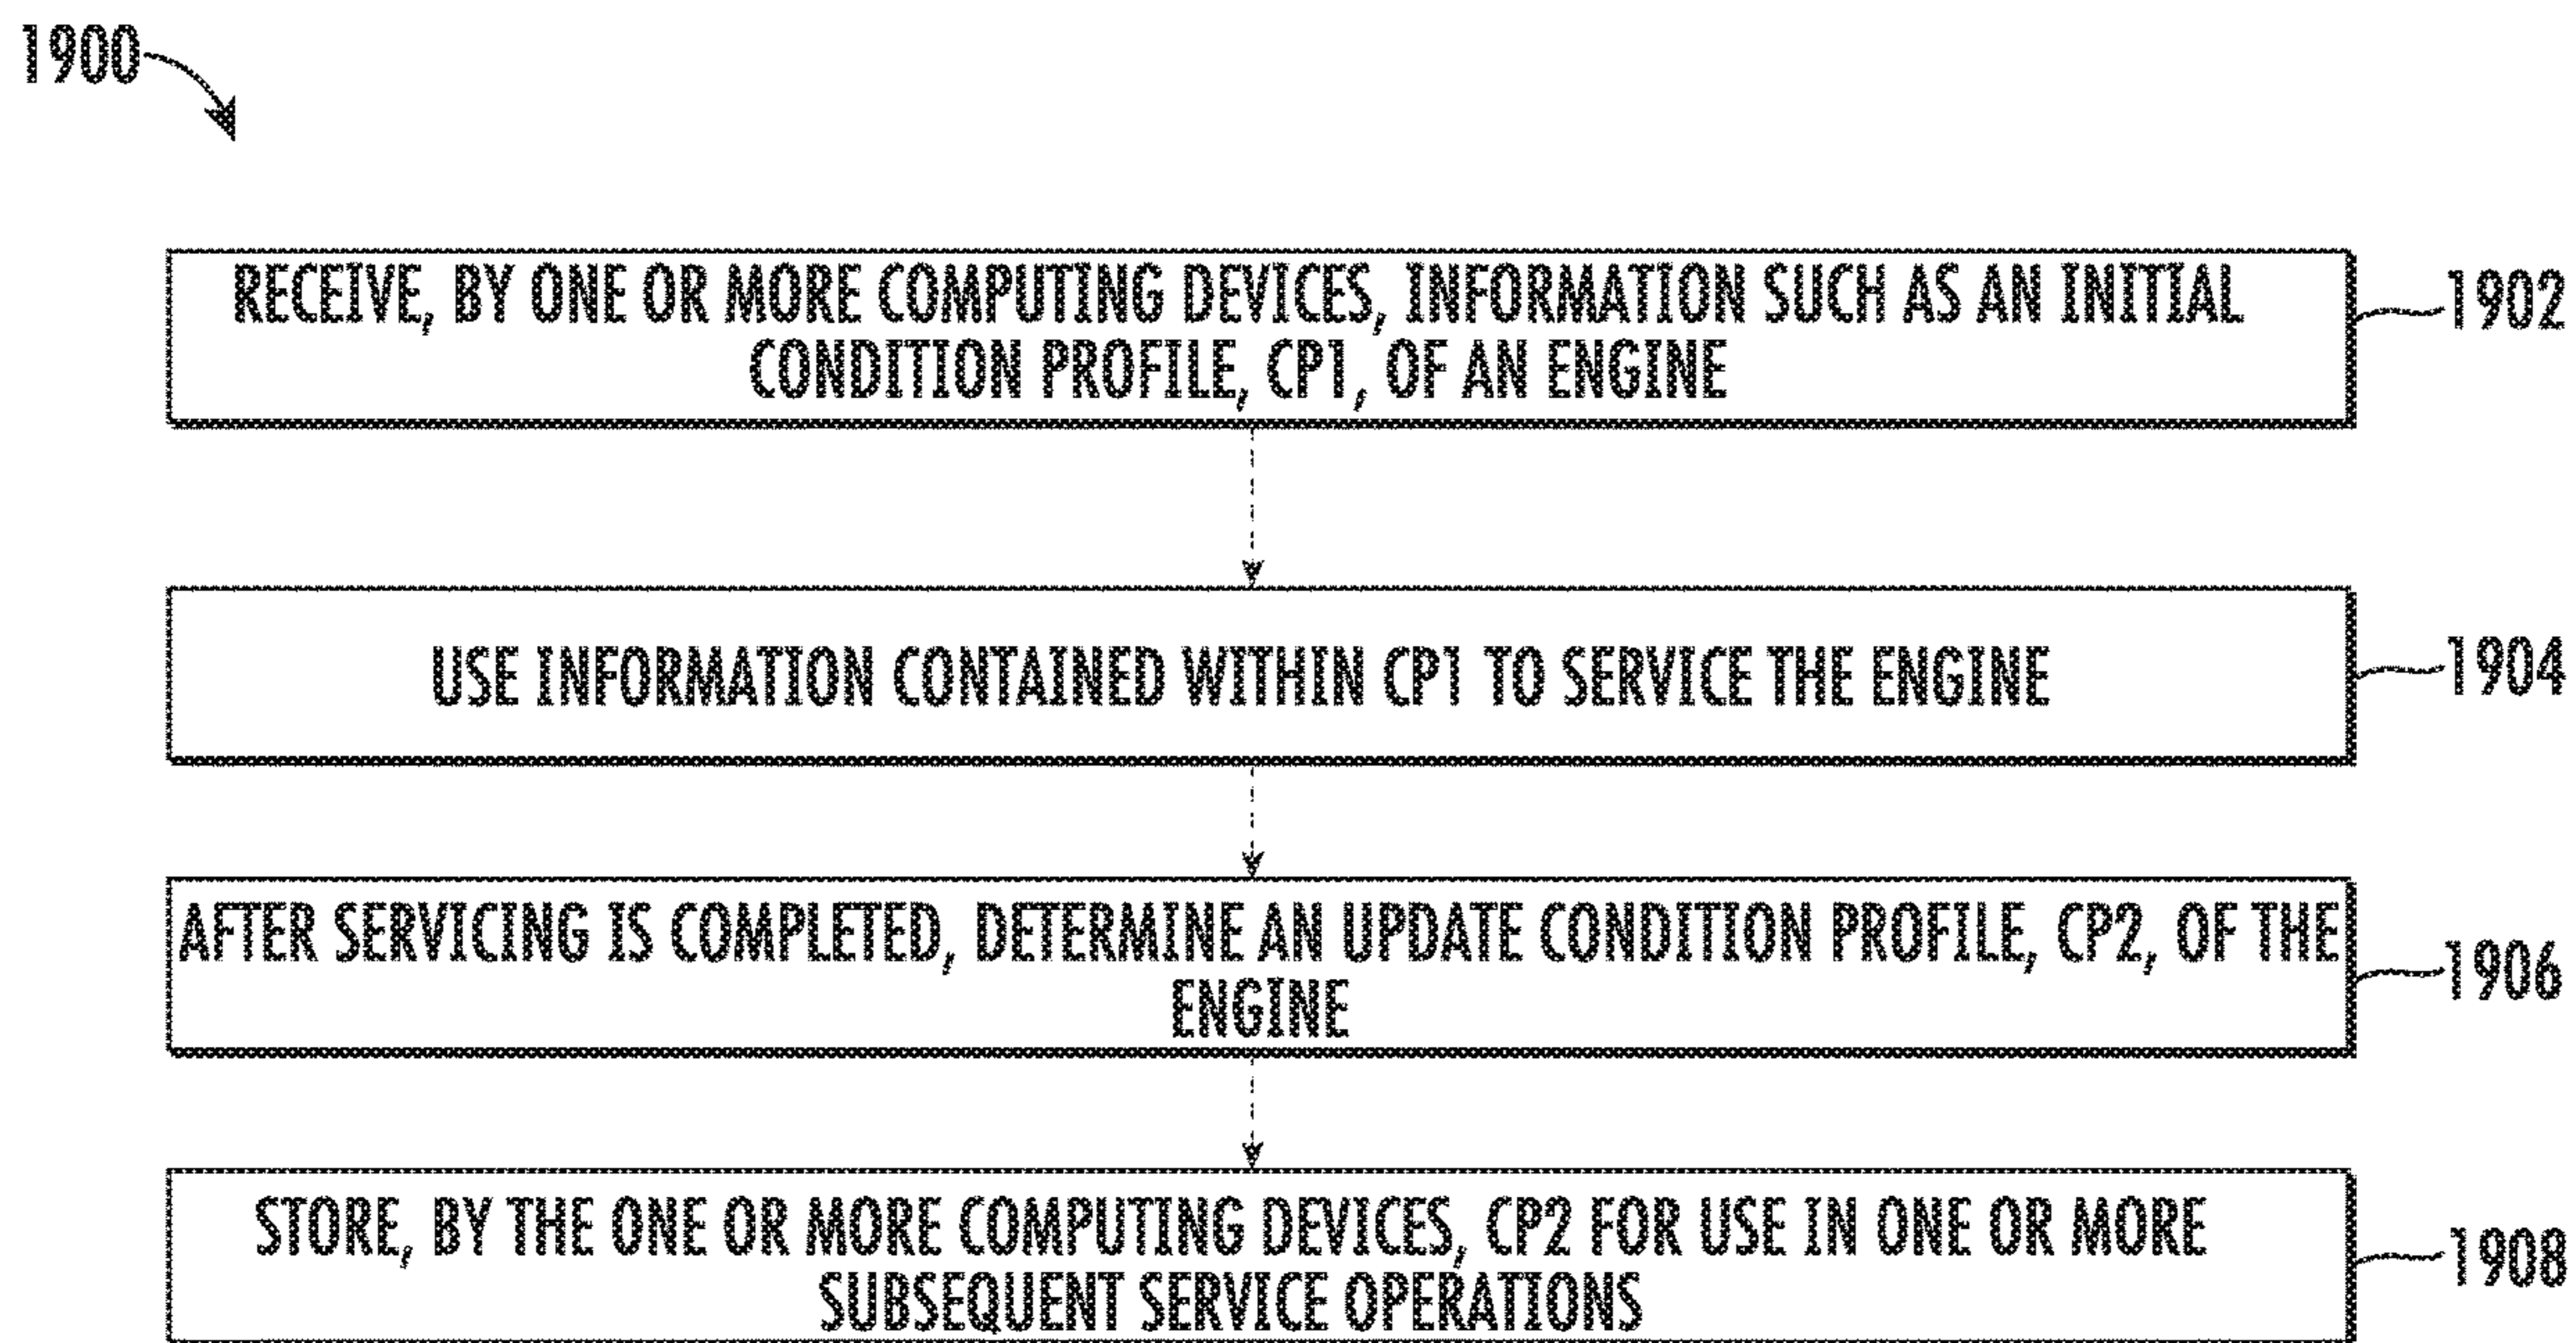 1900
RECEIVE, BY ONE OR MORE COMPUTING DEVICES, INFORMATION SUCH AS AN INITIAL
CONDITION PROFILE, CP1, OF AN ENGINE
1902
USE INFORMATION CONTAINED WITHIN CP1 TO SERVICE THE ENGINE
1904
AFTER SERVICING IS COMPLETED, DETERMINE AN UPDATE CONDITION PROFILE, CP2, OF THE
ENGINE
1906
STORE, BY THE ONE OR MORE COMPUTING DEVICES, CP2 FOR USE IN ONE OR MORE
SUBSEQUENT SERVICE OPERATIONS
1908